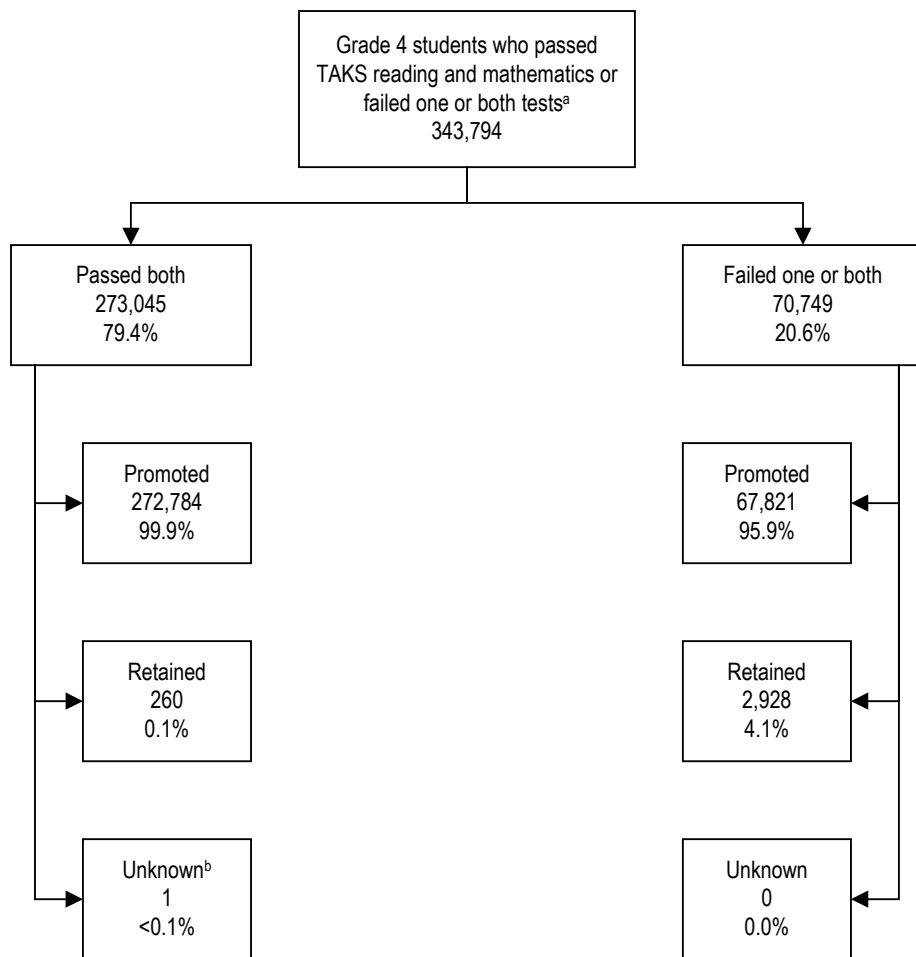 Grade 4 students who passed
TAKS reading and mathematics or
failed one or both testsᵃ
343,794
Passed both
273,045
79.4%
Failed one or both
70,749
20.6%
Promoted
272,784
99.9%
Promoted
67,821
95.9%
Retained
260
0.1%
Retained
2,928
4.1%
Unknownᵇ
1
<0.1%
Unknown
0
0.0%